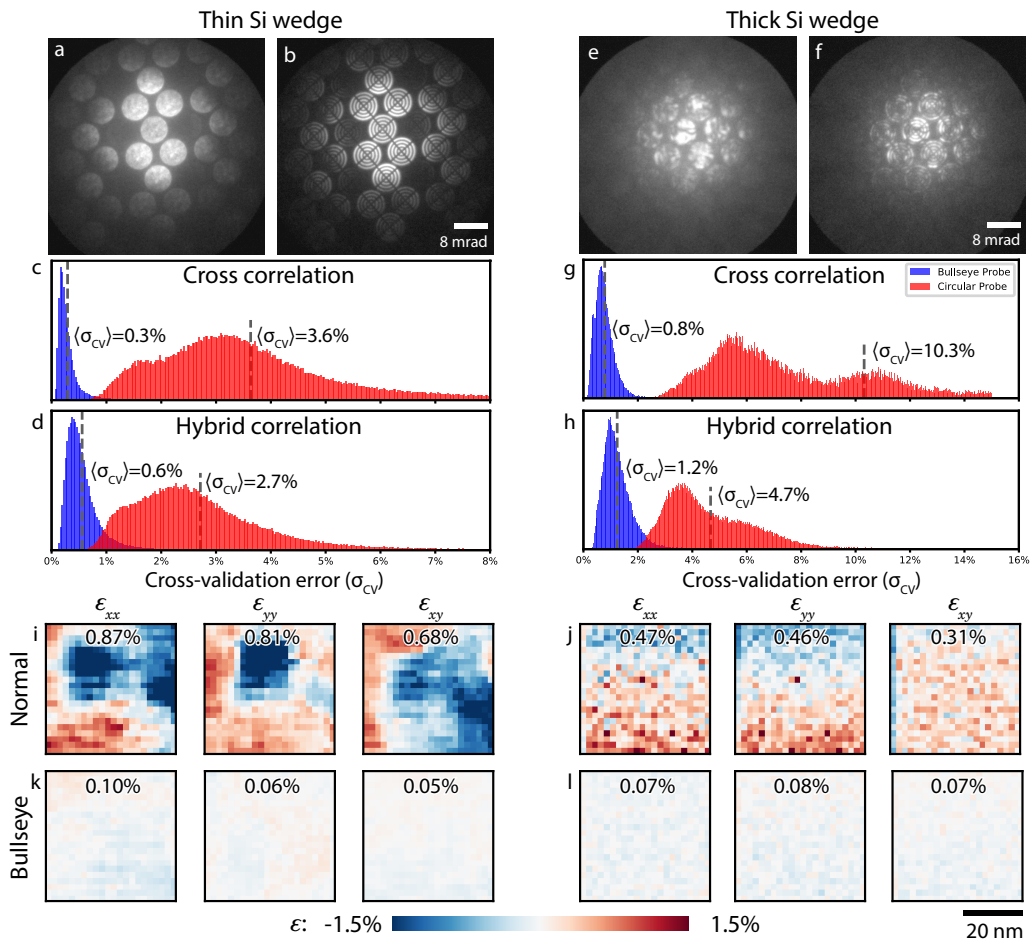 Thin Si wedge
Thick Si wedge
a
b
8 mrad
e
f
8 mrad
c
Cross correlation
⟨σCV⟩=0.3%
⟨σCV⟩=3.6%
g
Cross correlation
Bullseye Probe
Circular Probe
⟨σCV⟩=0.8%
⟨σCV⟩=10.3%
d
Hybrid correlation
⟨σCV⟩=0.6%
⟨σCV⟩=2.7%
h
Hybrid correlation
⟨σCV⟩=1.2%
⟨σCV⟩=4.7%
0% 1% 2% 3% 4% 5% 6% 7% 8%
Cross-validation error (σCV)
0% 2% 4% 6% 8% 10% 12% 14% 16%
Cross-validation error (σCV)
εxx εyy εxy
εxx εyy εxy
Normal
i
0.87% 0.81% 0.68%
j
0.47% 0.46% 0.31%
Bullseye
k
0.10% 0.06% 0.05%
l
0.07% 0.08% 0.07%
ε: -1.5% 1.5%
20 nm